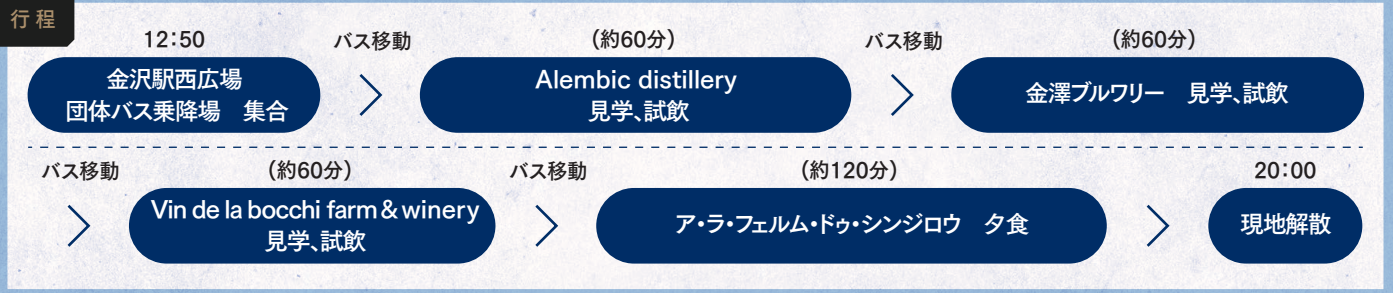 行程
12:50
金沢駅西広場
団体バス乗降場　集合
バス移動
(約60分)
Alembic distillery
見学、試飲
バス移動
(約60分)
金澤ブルワリー　見学、試飲
バス移動
(約60分)
Vin de la bocchi farm＆winery
見学、試飲
バス移動
(約120分)
ア・ラ・フェルム・ドゥ・シンジロウ　夕食
20:00
現地解散